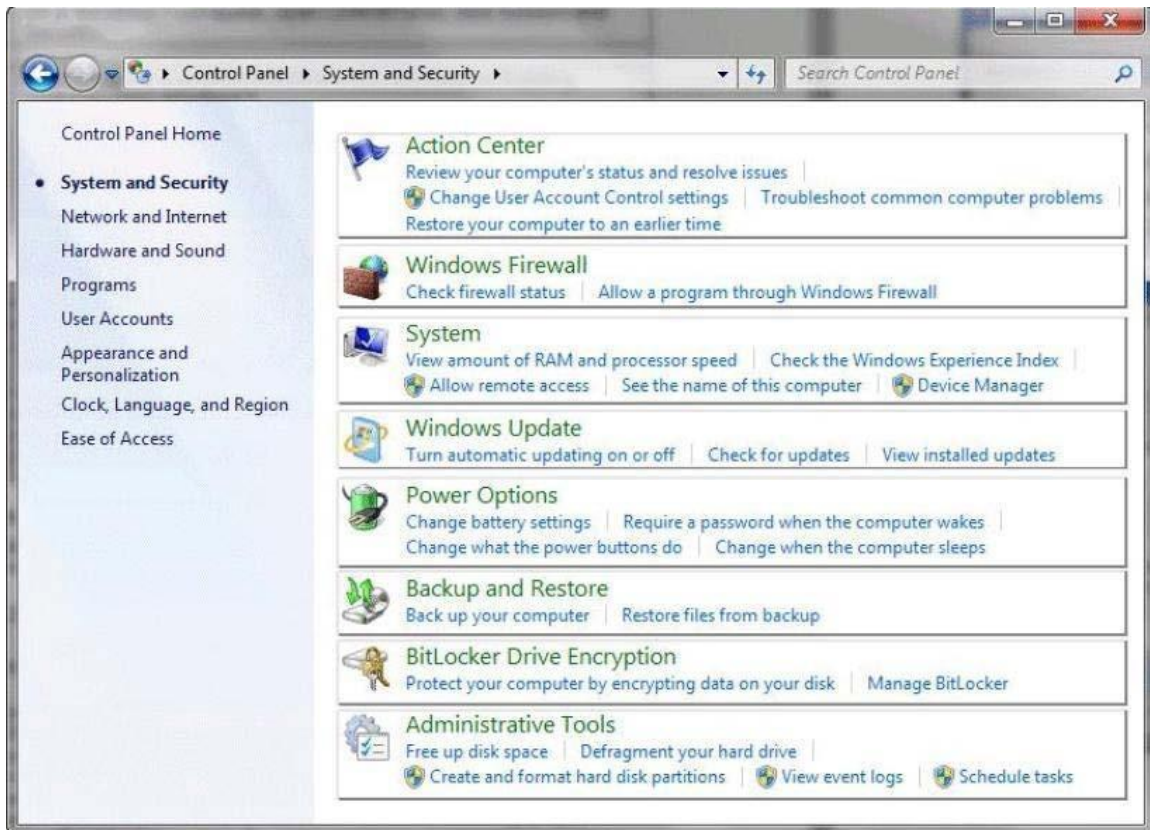 Control Panel System and Security Search Control Panel
Control Panel Home
System and Security
Network and Internet
Hardware and Sound
Programs
User Accounts
Appearance and
Personalization
Clock, Language, and Region
Ease of Access
Action Center
Review your computer's status and resolve issues
Change User Account Control settings Troubleshoot common computer problems
Restore your computer to an earlier time
Windows Firewall
Check firewall status Allow a program through Windows Firewall
System
View amount of RAM and processor speed Check the Windows Experience Index
Allow remote access See the name of this computer Device Manager
Windows Update
Turn automatic updating on or off Check for updates View installed updates
Power Options
Change battery settings Require a password when the computer wakes
Change what the power buttons do Change when the computer sleeps
Backup and Restore
Back up your computer Restore files from backup
BitLocker Drive Encryption
Protect your computer by encrypting data on your disk Manage BitLocker
Administrative Tools
Free up disk space Defragment your hard drive
Create and format hard disk partitions View event logs Schedule tasks